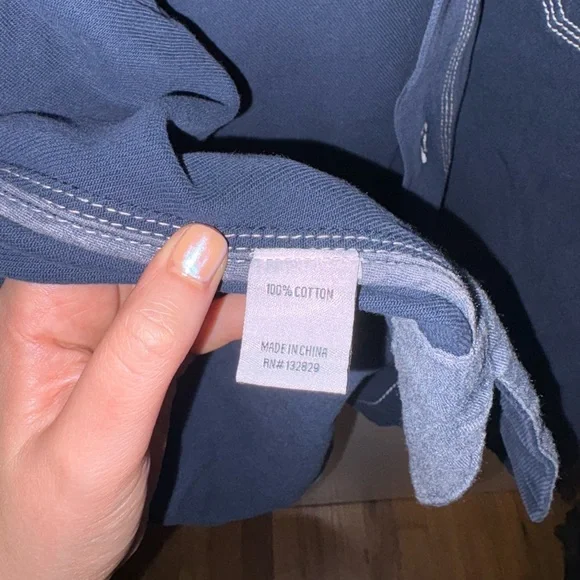 100% COTTON
MADE IN CHINA
RN# 132829